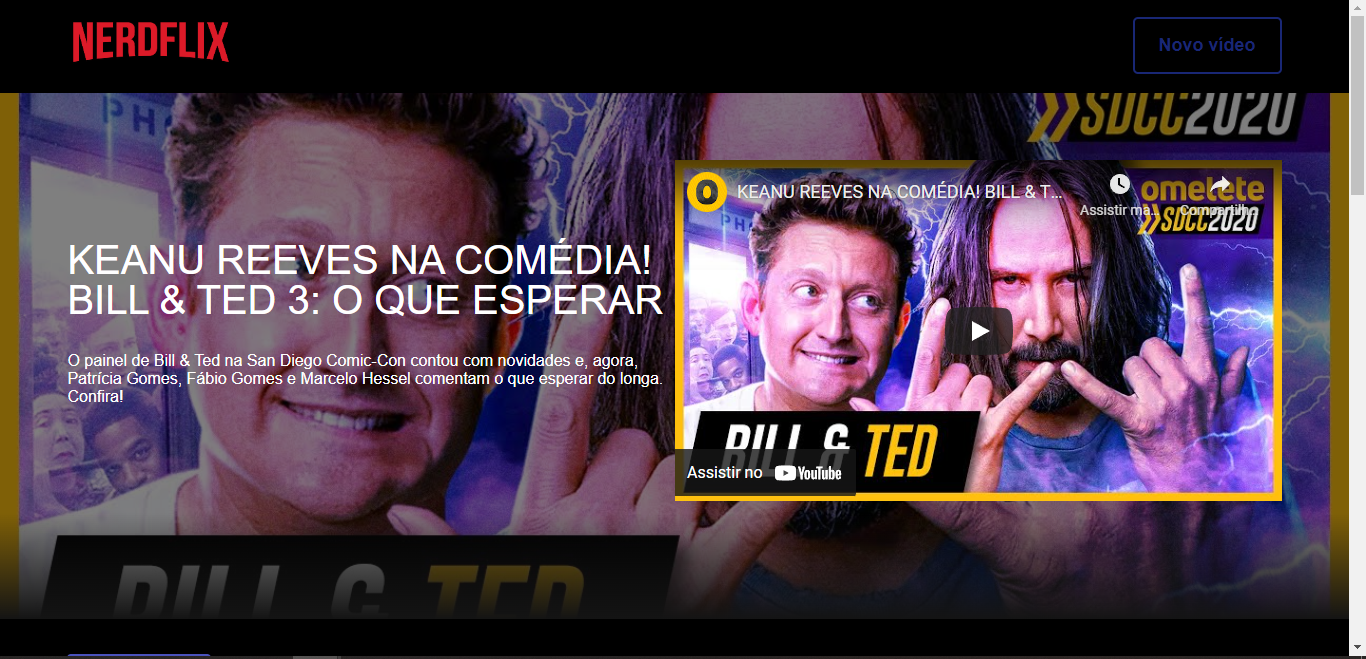 NERDFLIX
Novo vídeo
PH
SDCC2020
KEANU REEVES NA COMÉDIA! BILL & T...
Assistir ma...
Compartilh...
omelete
SDCC2020
PH
KEANU REEVES NA COMÉDIA!
BILL & TED 3: O QUE ESPERAR
O painel de Bill & Ted na San Diego Comic-Con contou com novidades e, agora,
Patrícia Gomes, Fábio Gomes e Marcelo Hessel comentam o que esperar do longa.
Confira!
BILL & TED
Assistir no YouTube
BILL & TED